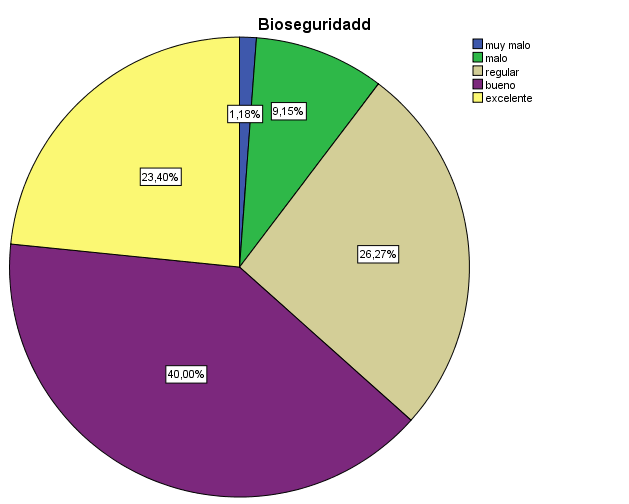 Bioseguridadd
muy malo
malo
regular
bueno
excelente
1,18%
9,15%
23,40%
26,27%
40,00%